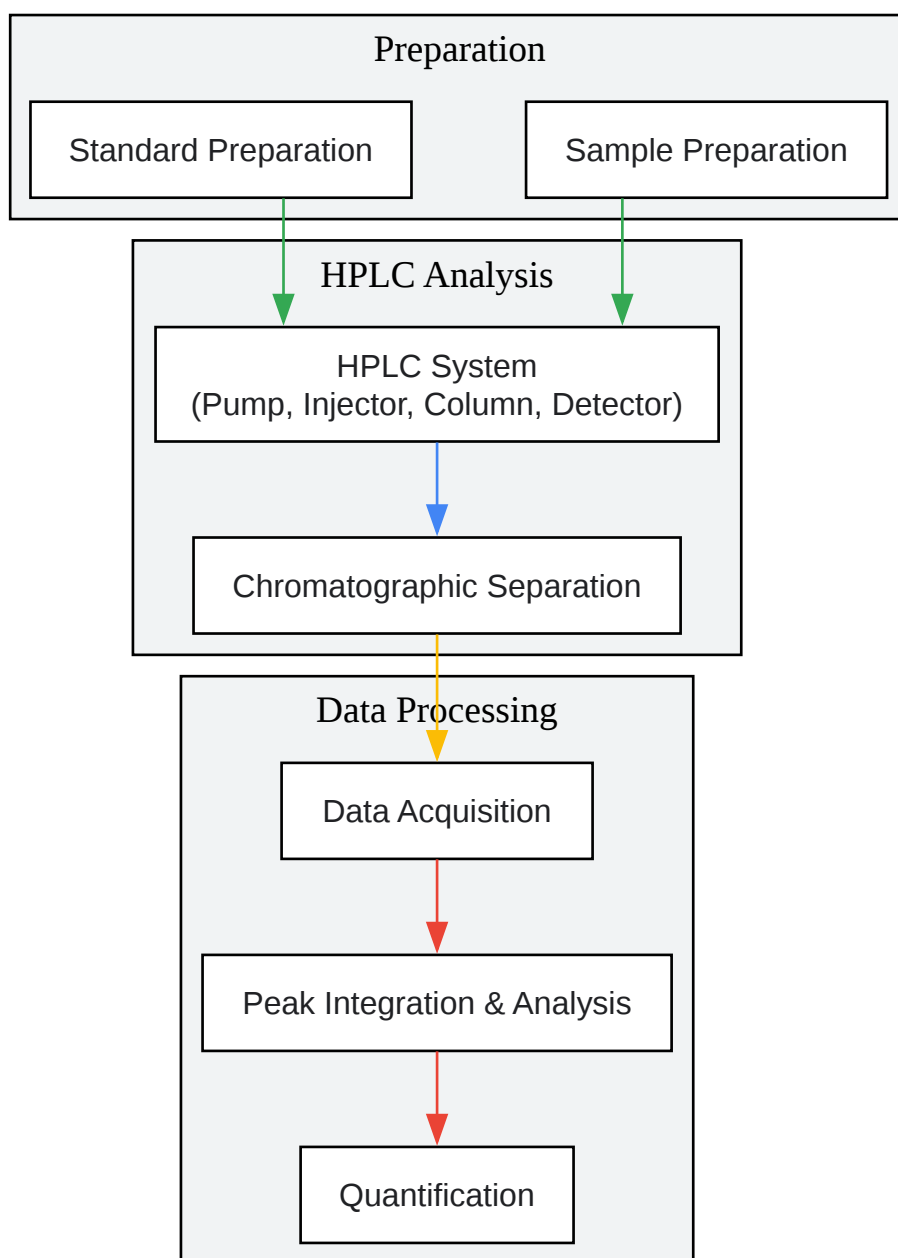 Preparation
Standard Preparation
Sample Preparation
HPLC Analysis
HPLC System
(Pump, Injector, Column, Detector)
Chromatographic Separation
Data Processing
Data Acquisition
Peak Integration & Analysis
Quantification